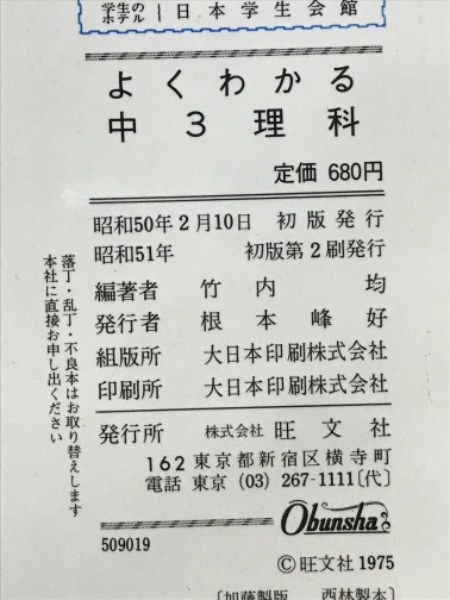 学生の
ホテル
日本学生会館
よくわかる
中3理科
定価 680円
昭和50年2月10日 初版発行
昭和51年 初版第2刷発行
編著者 竹内 均
発行者 根本峰好
組版所 大日本印刷株式会社
印刷所 大日本印刷株式会社
発行所 株式会社 旺文社
162 東京都新宿区横寺町
電話 東京 (03) 267-1111〔代〕
Obunsha
509019
©旺文社 1975
〔加藤製版 西林製本〕
落丁・乱丁・不良本はお取り替えします
本社に直接お申し出ください